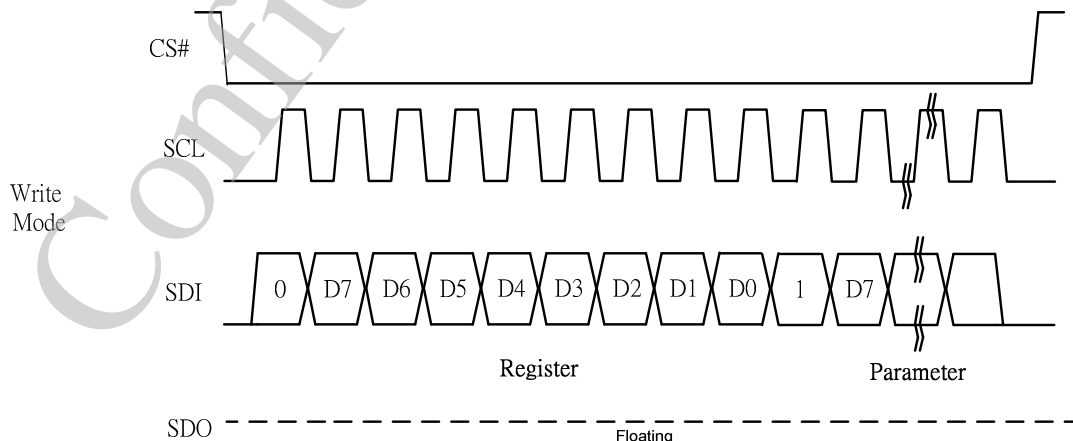 CS#
SCL
Write
Mode
SDI 0 D7 D6 D5 D4 D3 D2 D1 D0 1 D7
Register Parameter
SDO Floating